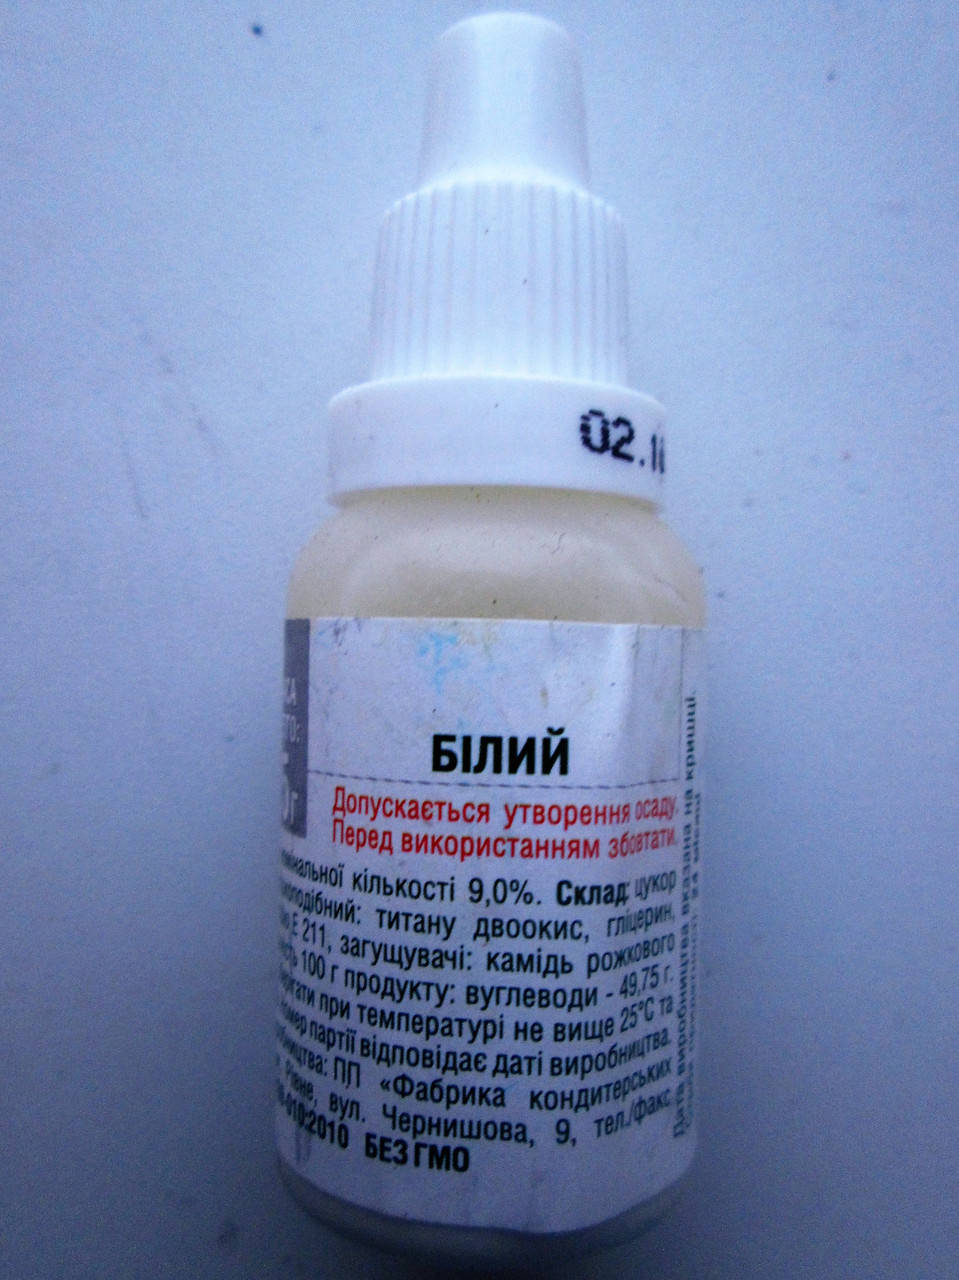 02.1
БІЛИЙ
Допускається утворення осаду.
Перед використанням збовтати.
кількості 9,0%. Склад: цукор
титану двоокис, гліцерин,
Е 211, загущувачі: камідь рожкового
100 г продукту: вуглеводи - 49,75 г.
при температурі не вище 25°С та
номер партії відповідає даті виробництва.
ПП «Фабрика кондитерських
вул. Чернишова, 9, тел./факс
2010 БЕЗ ГМО
Дата виробництва вказана на кришці.